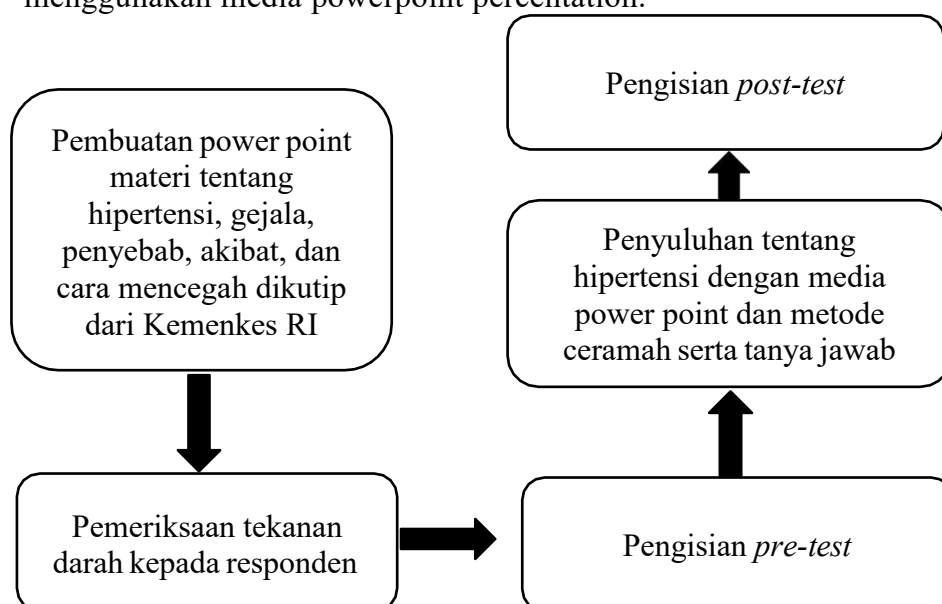 menggunakan media powerpoint percentation.
Pembuatan power point
materi tentang
hipertensi, gejala,
penyebab, akibat, dan
cara mencegah dikutip
dari Kemenkes RI
Pemeriksaan tekanan
darah kepada responden
Pengisian pre-test
Penyuluhan tentang
hipertensi dengan media
power point dan metode
ceramah serta tanya jawab
Pengisian post-test